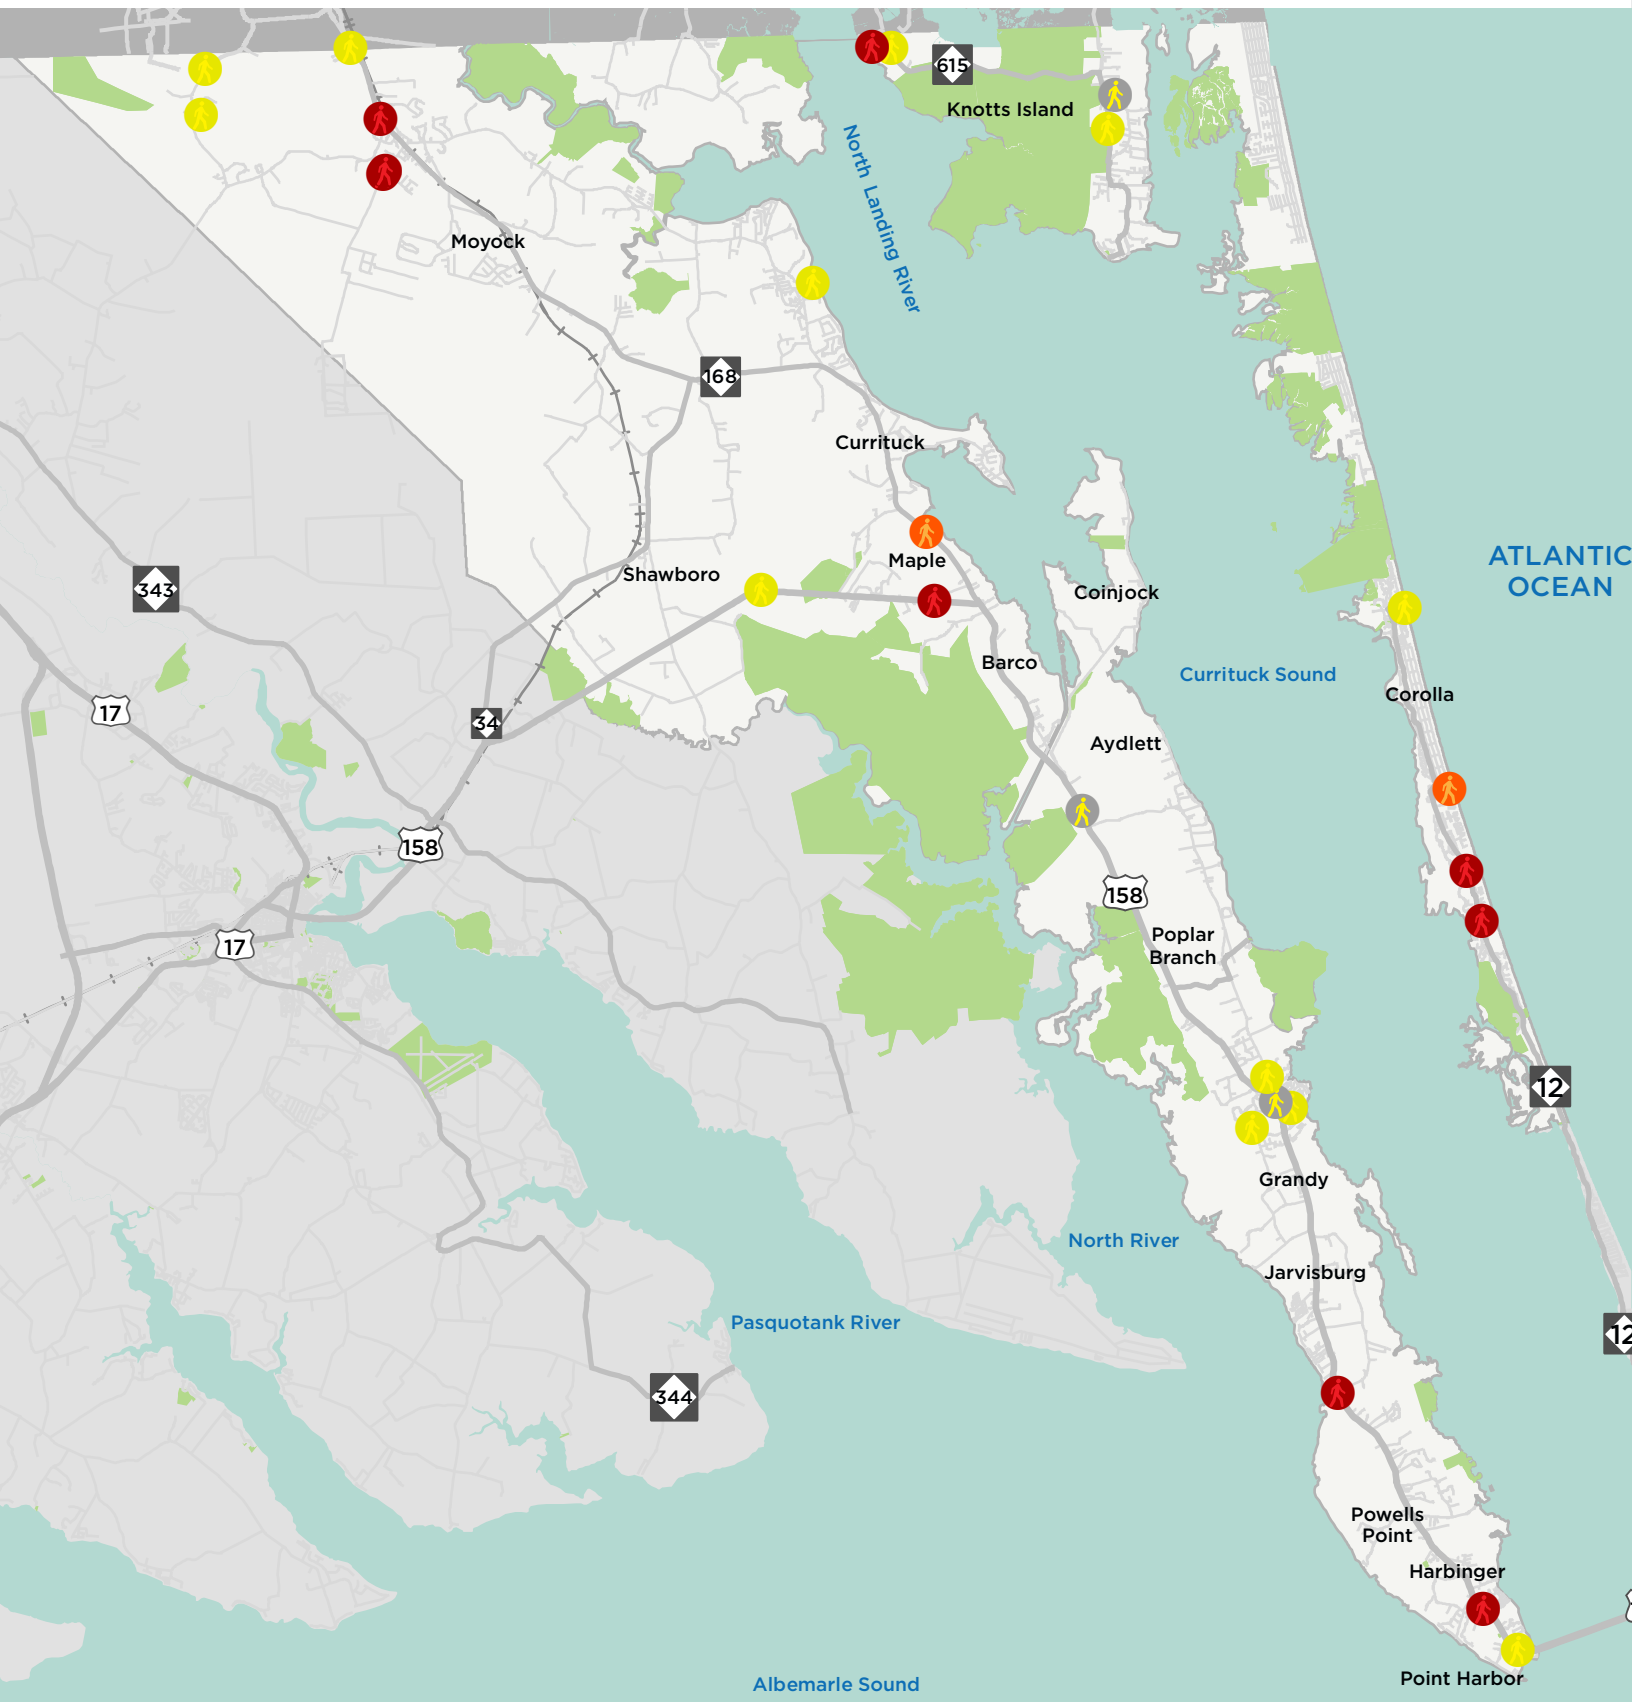 615
Knotts Island
North Landing River
Moyock
168
Currituck
Maple
ATLANTIC
OCEAN
343
Shawboro
Coinjock
Barco
Currituck Sound
Corolla
17
34
Aydlett
158
158
17
Poplar
Branch
12
Grandy
North River
Jarvisburg
Pasquotank River
12
344
Powells
Point
Harbinger
Point Harbor
Albemarle Sound